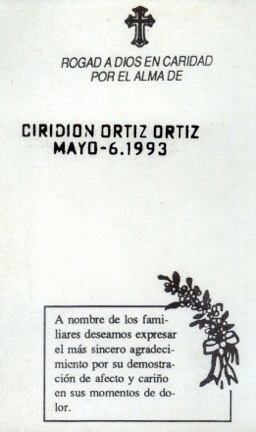 ROGAD A DIOS EN CARIDAD
POR EL ALMA DE
CIRIDION ORTIZ ORTIZ
MAYO-6.1993
A nombre de los fami-
liares deseamos expresar
el más sincero agradeci-
miento por su demostra-
ción de afecto y cariño
en sus momentos de do-
lor.